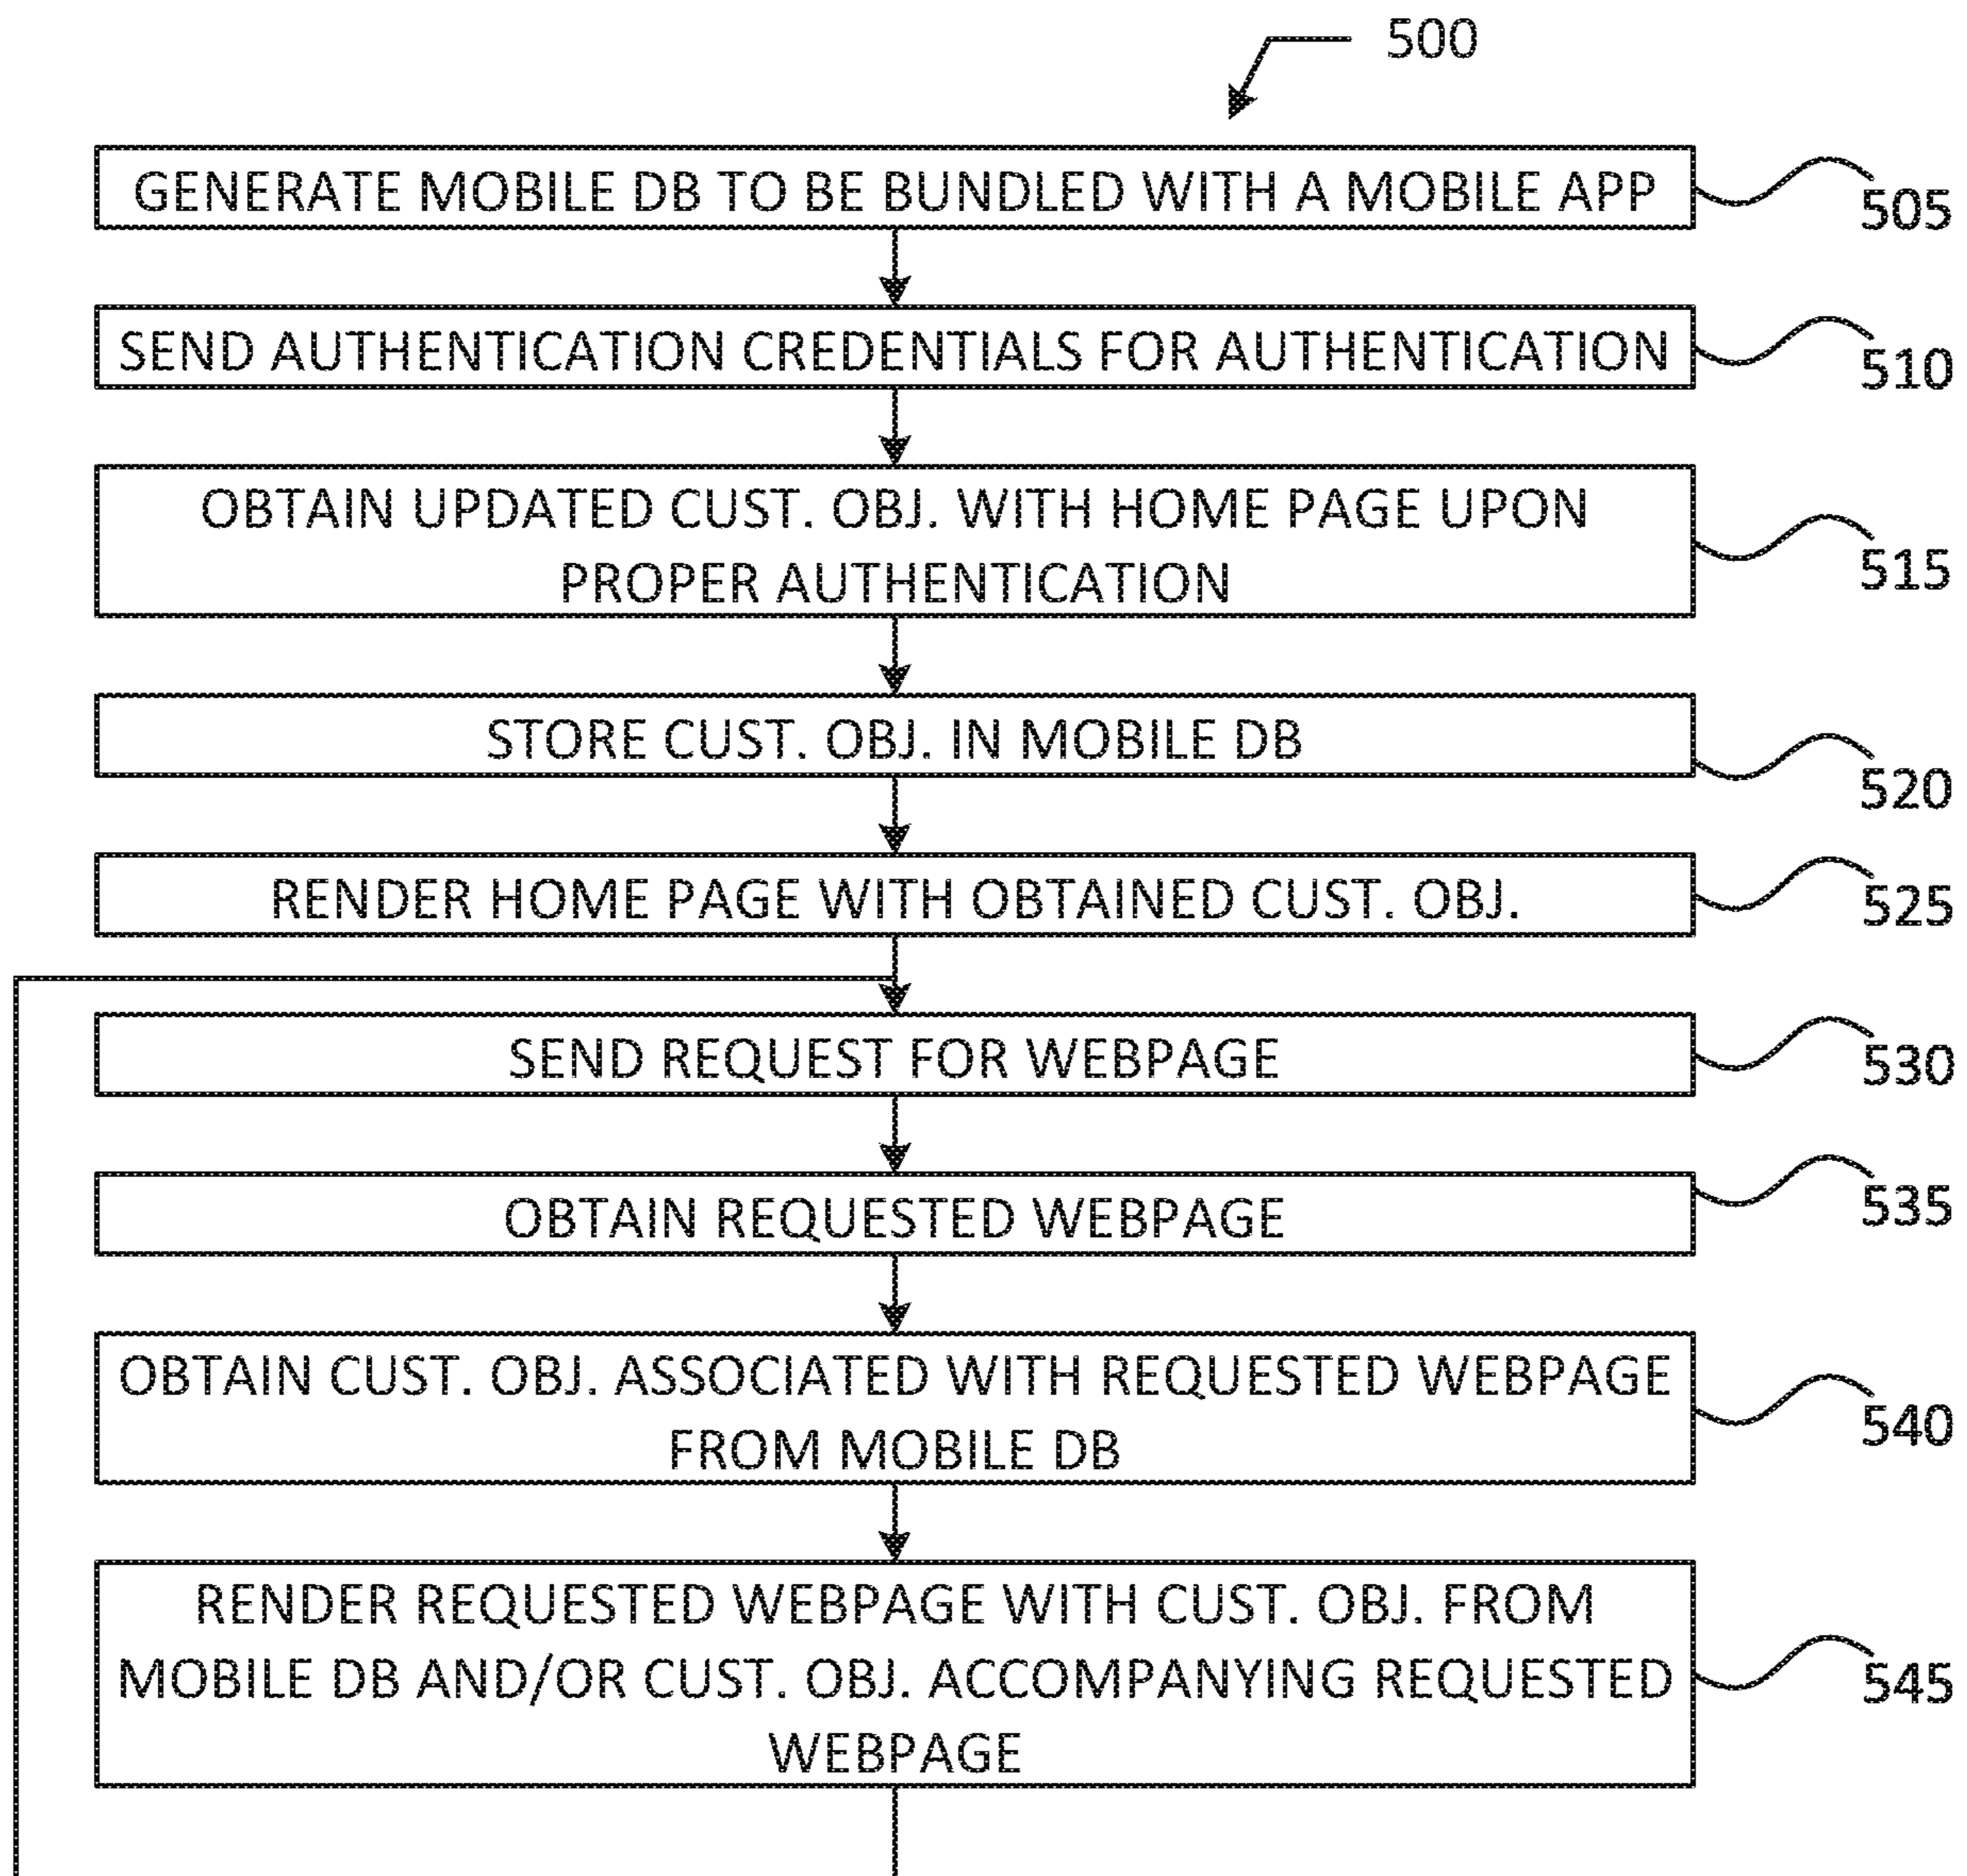 500
GENERATE MOBILE DB TO BE BUNDLED WITH A MOBILE APP
505
SEND AUTHENTICATION CREDENTIALS FOR AUTHENTICATION
510
OBTAIN UPDATED CUST. OBJ. WITH HOME PAGE UPON
PROPER AUTHENTICATION
515
STORE CUST. OBJ. IN MOBILE DB
520
RENDER HOME PAGE WITH OBTAINED CUST. OBJ.
525
SEND REQUEST FOR WEBPAGE
530
OBTAIN REQUESTED WEBPAGE
535
OBTAIN CUST. OBJ. ASSOCIATED WITH REQUESTED WEBPAGE
FROM MOBILE DB
540
RENDER REQUESTED WEBPAGE WITH CUST. OBJ. FROM
MOBILE DB AND/OR CUST. OBJ. ACCOMPANYING REQUESTED
WEBPAGE
545